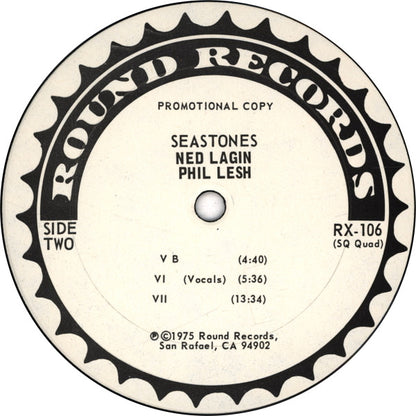 ROUND RECORDS
PROMOTIONAL COPY
SEASTONES
NED LAGIN
PHIL LESH
SIDE TWO
RX-106
(SQ Quad)
V B (4:40)
VI (Vocals) (5:36)
VII (13:34)
Ⓟ©1975 Round Records,
San Rafael, CA 94902